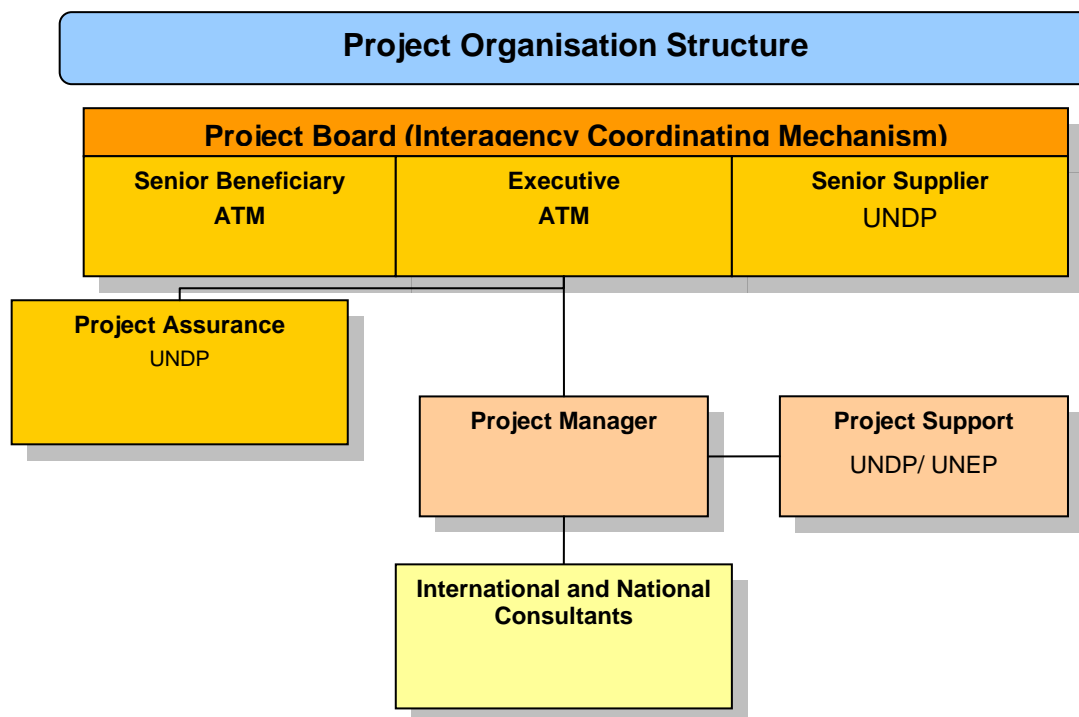 Project Organisation Structure
Project Board (Interagency Coordinating Mechanism)
Senior Beneficiary
ATM
Executive
ATM
Senior Supplier
UNDP
Project Assurance
UNDP
Project Manager
Project Support
UNDP/ UNEP
International and National
Consultants